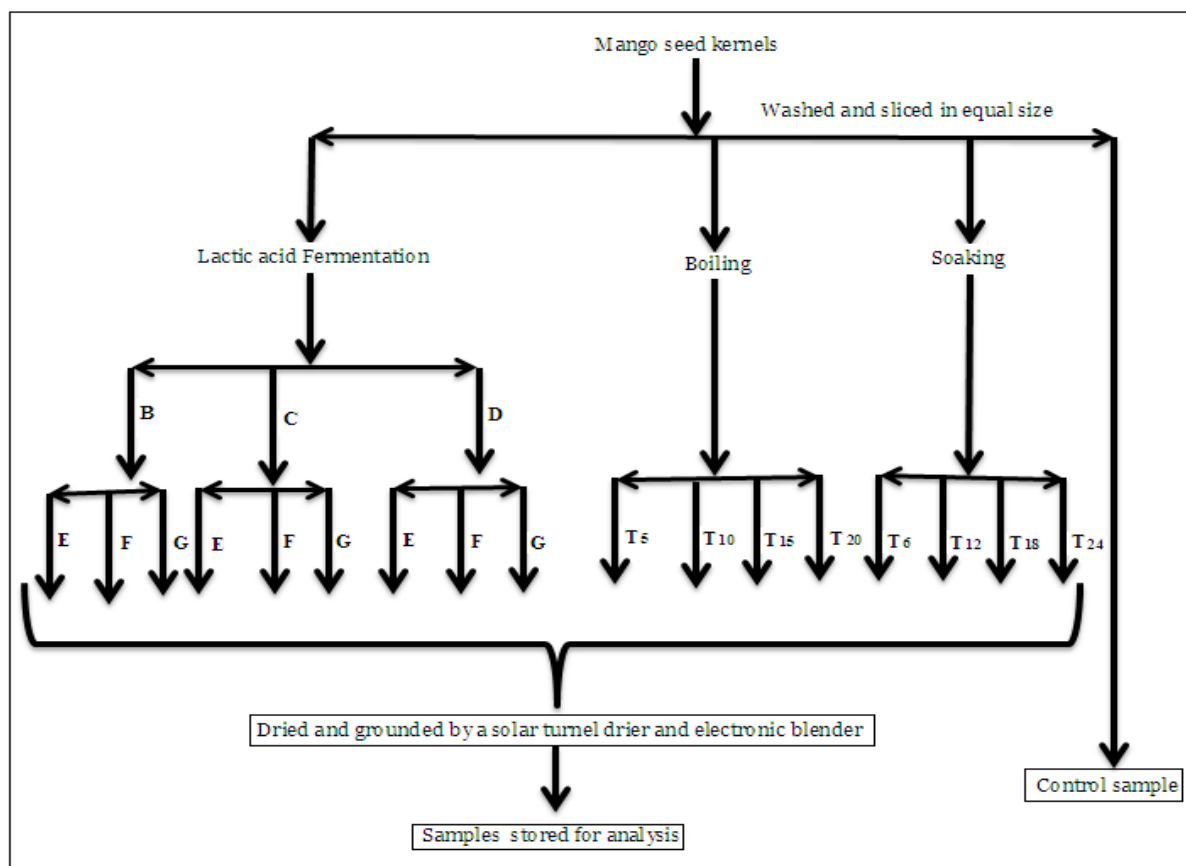 Mango seed kernels
Washed and sliced in equal size
Lactic acid Fermentation
Boiling
Soaking
B
C
D
E
F
G
E
F
G
E
F
G
T5
T10
T15
T20
T6
T12
T18
T24
Dried and grounded by a solar turnel drier and electronic blender
Control sample
Samples stored for analysis